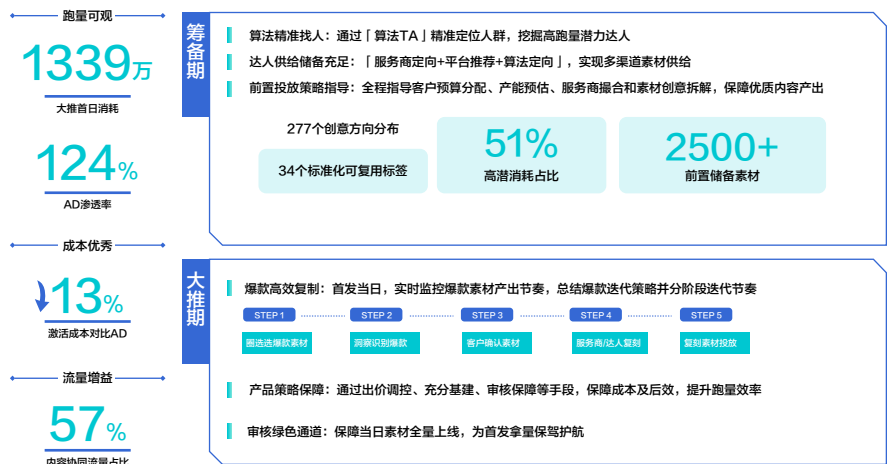 跑量可观
1339万
大推首日消耗
124%
AD渗透率
成本优秀
13%
激活成本对比AD
流量增益
57%
内容协同流量占比
筹备期
算法精准找人：通过「算法TA」精准定位人群，挖掘高跑量潜力达人
达人供给储备充足：「服务商定向+平台推荐+算法定向」，实现多渠道素材供给
前置投放策略指导：全程指导客户预算分配、产能预估、服务商撮合和素材创意拆解，保障优质内容产出
277个创意方向分布
34个标准化可复用标签
51%
高潜消耗占比
2500+
前置储备素材
大推期
爆款高效复制：首发当日，实时监控爆款素材产出节奏，总结爆款迭代策略并分阶段迭代节奏
STEP 1 STEP 2 STEP 3 STEP 4 STEP 5
圈选选爆款素材 洞察识别爆款 客户确认素材 服务商/达人复刻 复刻素材投放
产品策略保障：通过出价调控、充分基建、审核保障等手段，保障成本及后效，提升跑量效率
审核绿色通道：保障当日素材全量上线，为首发拿量保驾护航